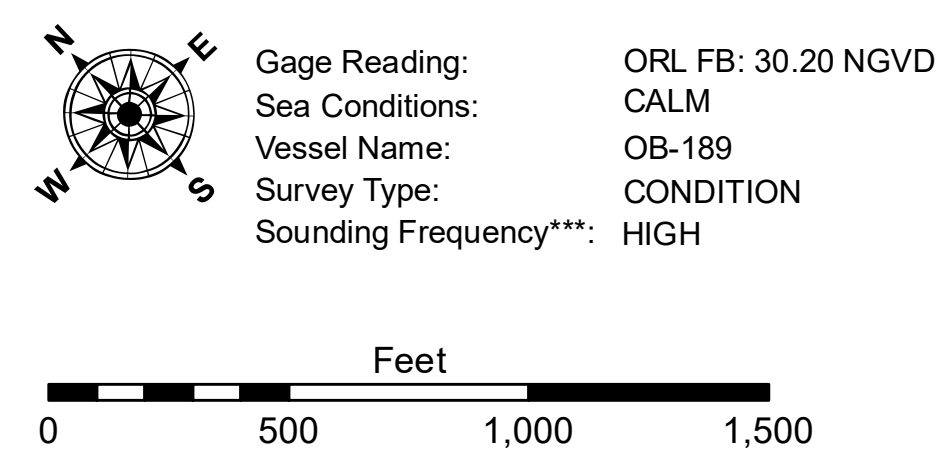 N E
W S
Gage Reading: ORL FB: 30.20 NGVD
Sea Conditions: CALM
Vessel Name: OB-189
Survey Type: CONDITION
Sounding Frequency***: HIGH
Feet
0 500 1,000 1,500